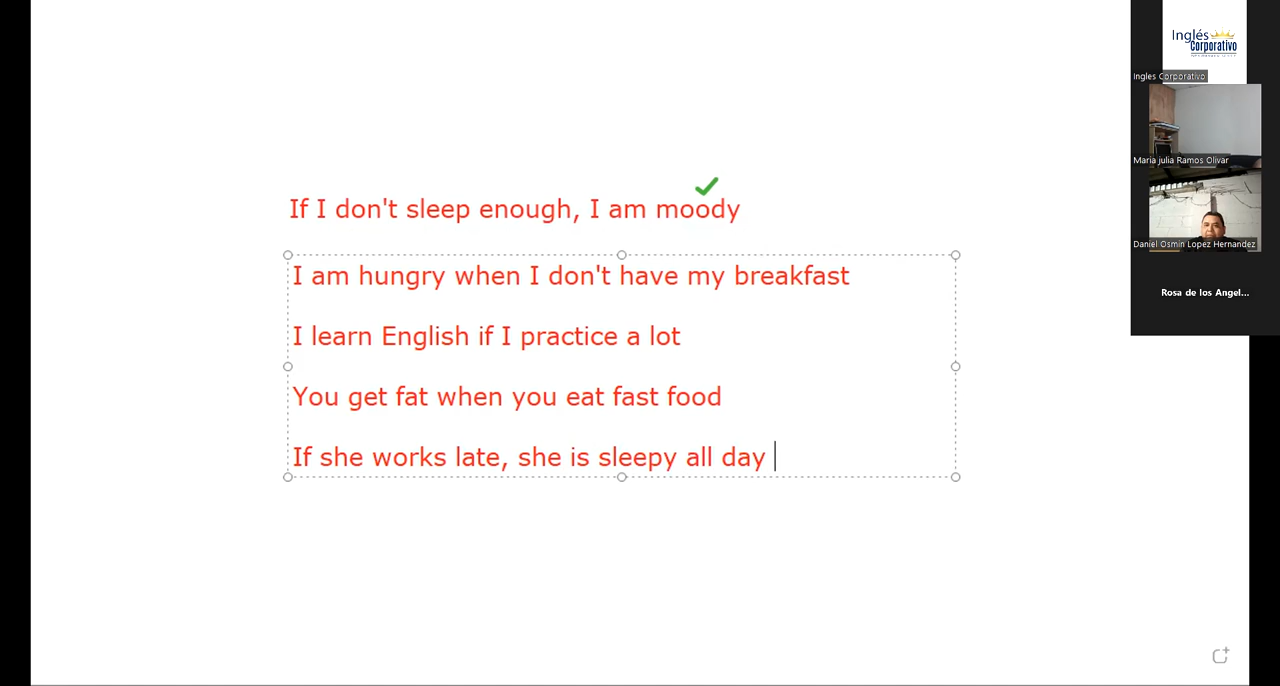 Inglés
Corporativo
Ingles Corporativo
Maria julia Ramos Olivar
Daniel Osmin Lopez Hernandez
Rosa de los Angel...
If I don't sleep enough, I am moody
I am hungry when I don't have my breakfast
I learn English if I practice a lot
You get fat when you eat fast food
If she works late, she is sleepy all day